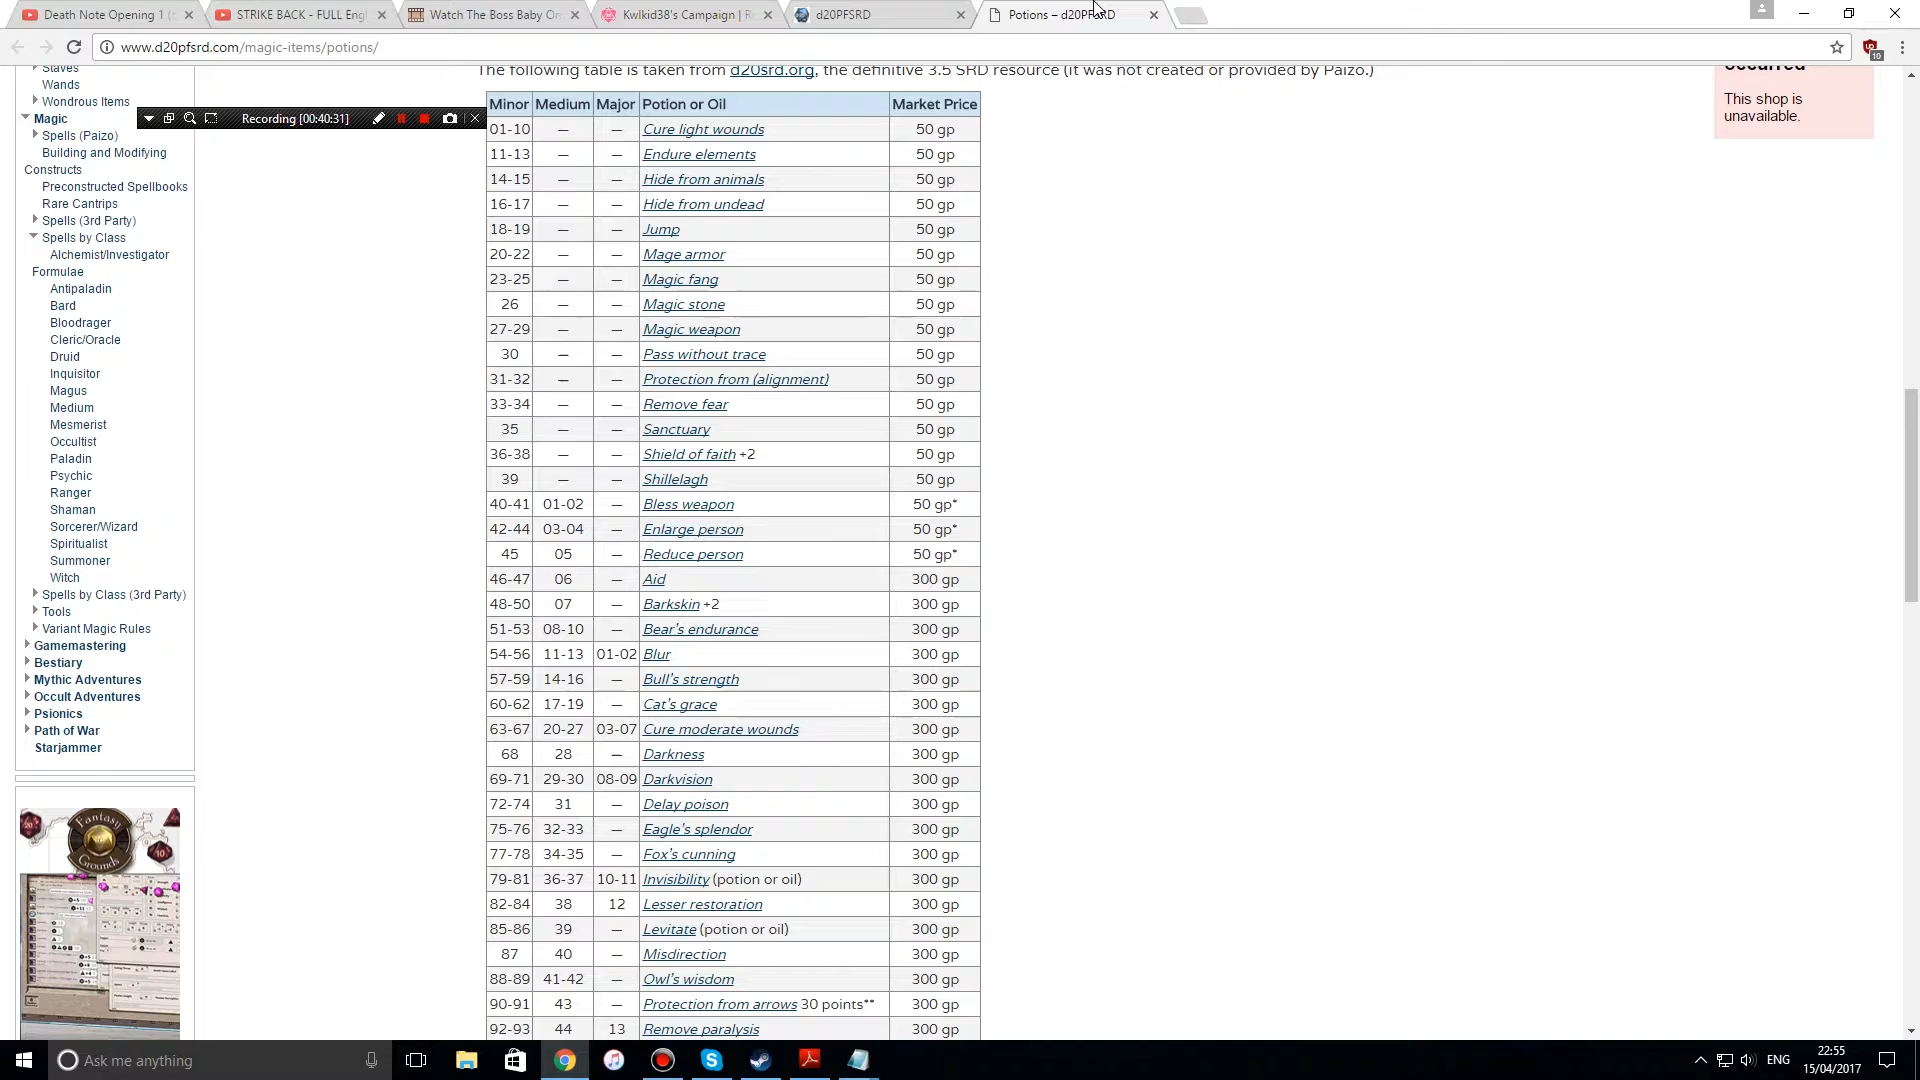 Death Note Opening 1 (t
STRIKE BACK - FULL Engl
Watch The Boss Baby On
Kwlkid38's Campaign | R
d20PFSRD
Potions – d20PFSRD
www.d20pfsrd.com/magic-items/potions/
10
The following table is taken from d20srd.org, the definitive 3.5 SRD resource (it was not created or provided by Paizo.)
occurred
This shop is
unavailable.
Staves
Wands
Wondrous Items
Magic
Spells (Paizo)
Building and Modifying
Constructs
Preconstructed Spellbooks
Rare Cantrips
Spells (3rd Party)
Spells by Class
Alchemist/Investigator
Formulae
Antipaladin
Bard
Bloodrager
Cleric/Oracle
Druid
Inquisitor
Magus
Medium
Mesmerist
Occultist
Paladin
Psychic
Ranger
Shaman
Sorcerer/Wizard
Spiritualist
Summoner
Witch
Spells by Class (3rd Party)
Tools
Variant Magic Rules
Gamemastering
Bestiary
Mythic Adventures
Occult Adventures
Psionics
Path of War
Starjammer
Fantasy
Grounds
Recording [00:40:31]
Minor Medium Major Potion or Oil Market Price
01-10 — — Cure light wounds 50 gp
11-13 — — Endure elements 50 gp
14-15 — — Hide from animals 50 gp
16-17 — — Hide from undead 50 gp
18-19 — — Jump 50 gp
20-22 — — Mage armor 50 gp
23-25 — — Magic fang 50 gp
26 — — Magic stone 50 gp
27-29 — — Magic weapon 50 gp
30 — — Pass without trace 50 gp
31-32 — — Protection from (alignment) 50 gp
33-34 — — Remove fear 50 gp
35 — — Sanctuary 50 gp
36-38 — — Shield of faith +2 50 gp
39 — — Shillelagh 50 gp
40-41 01-02 — Bless weapon 50 gp*
42-44 03-04 — Enlarge person 50 gp*
45 05 — Reduce person 50 gp*
46-47 06 — Aid 300 gp
48-50 07 — Barkskin +2 300 gp
51-53 08-10 — Bear's endurance 300 gp
54-56 11-13 01-02 Blur 300 gp
57-59 14-16 — Bull's strength 300 gp
60-62 17-19 — Cat's grace 300 gp
63-67 20-27 03-07 Cure moderate wounds 300 gp
68 28 — Darkness 300 gp
69-71 29-30 08-09 Darkvision 300 gp
72-74 31 — Delay poison 300 gp
75-76 32-33 — Eagle's splendor 300 gp
77-78 34-35 — Fox's cunning 300 gp
79-81 36-37 10-11 Invisibility (potion or oil) 300 gp
82-84 38 12 Lesser restoration 300 gp
85-86 39 — Levitate (potion or oil) 300 gp
87 40 — Misdirection 300 gp
88-89 41-42 — Owl's wisdom 300 gp
90-91 43 — Protection from arrows 30 points** 300 gp
92-93 44 13 Remove paralysis 300 gp
Ask me anything
ENG
22:55
15/04/2017